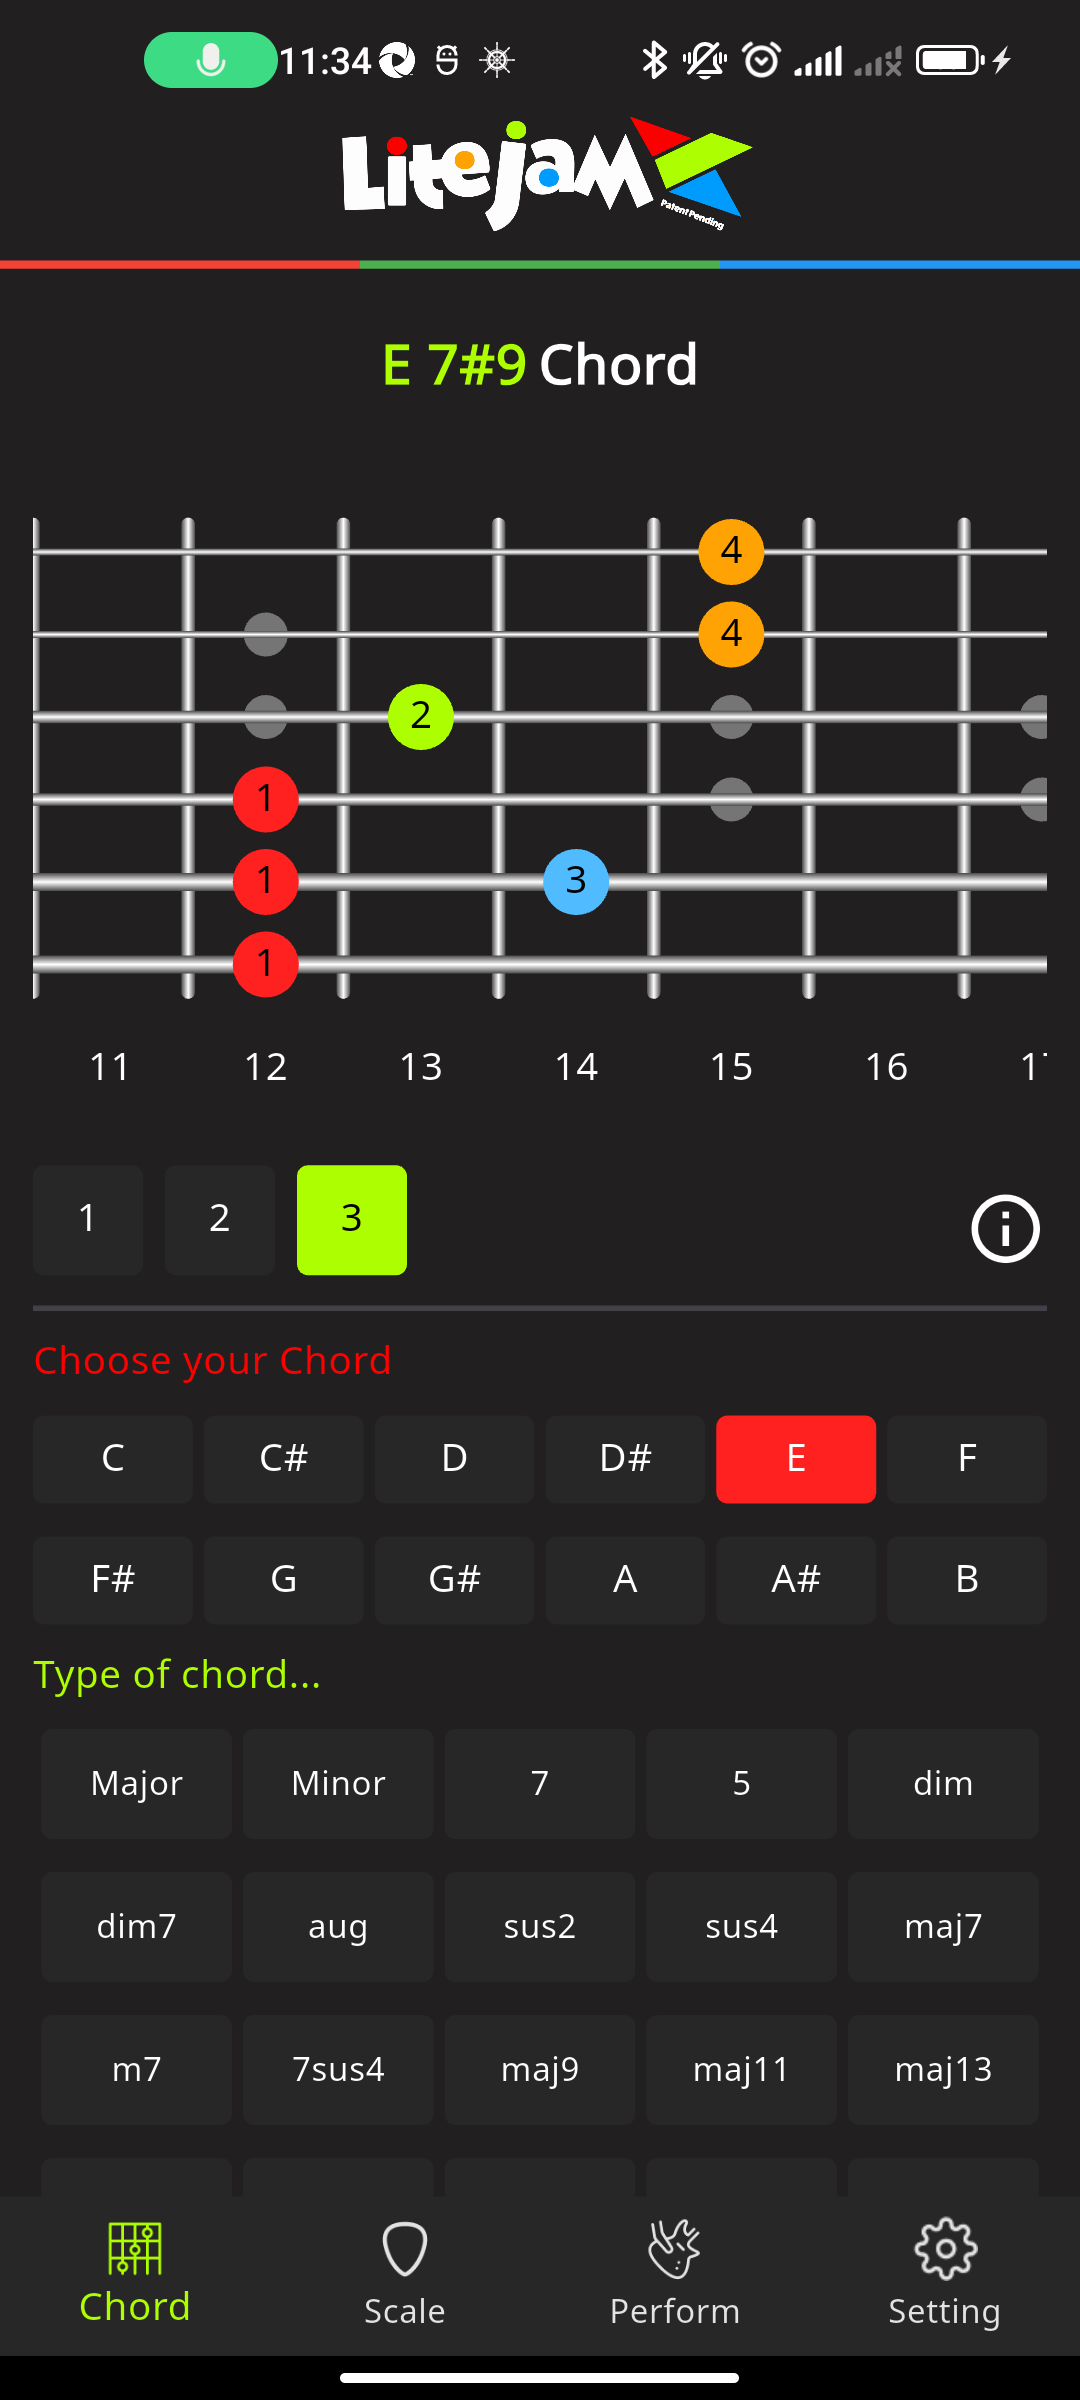 11:34
Litejam
Patent Pending
E 7#9 Chord
4
4
2
1
1 3
1
11 12 13 14 15 16
1 2 3
Choose your Chord
C C# D D# E F
F# G G# A A# B
Type of chord...
Major Minor 7 5 dim
dim7 aug sus2 sus4 maj7
m7 7sus4 maj9 maj11 maj13
Chord Scale Perform Setting